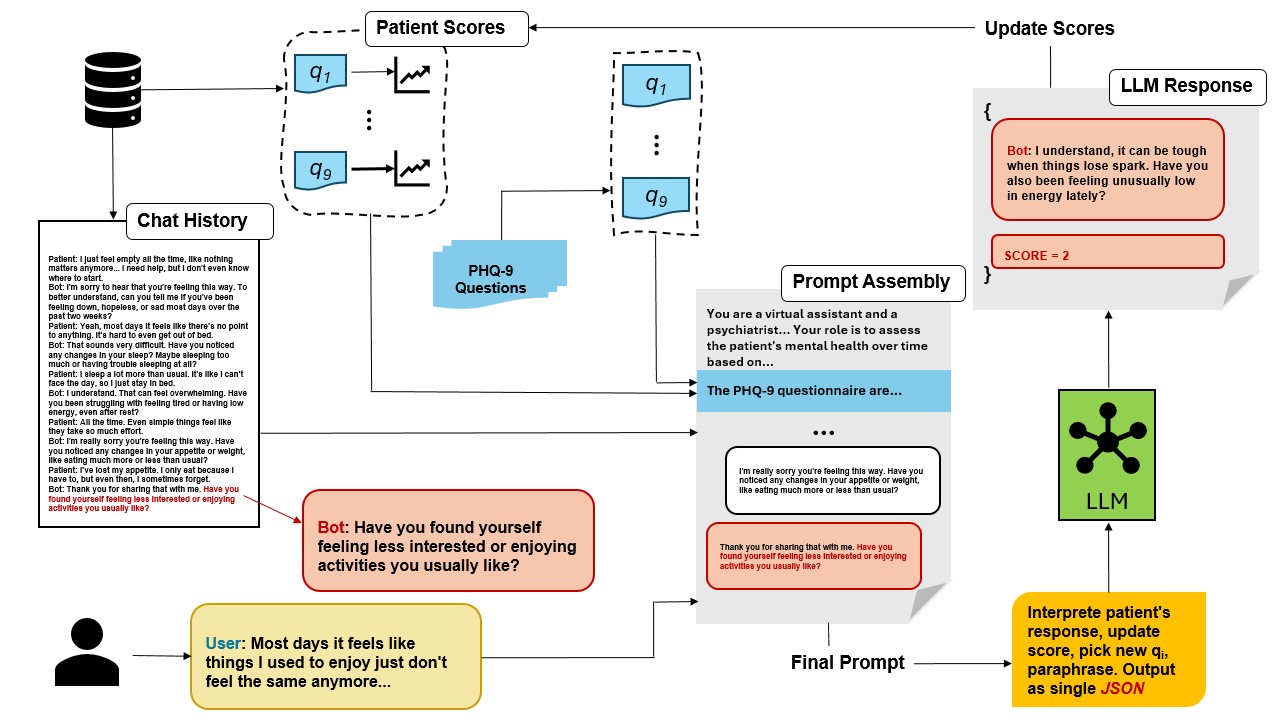 Patient Scores
Update Scores
q1
q9
q1
q9
LLM Response
{
Bot: I understand, it can be tough
when things lose spark. Have you
also been feeling unusually low
in energy lately?
SCORE = 2
}
Chat History
Patient: I just feel empty all the time, like nothing
matters anymore... I need help, but I don't even know
where to start.
Bot: I'm sorry to hear that you're feeling this way. To
better understand, can you tell me if you've been
feeling down, hopeless, or sad most days over the
past two weeks?
Patient: Yeah, most days it feels like there's no point
to anything. It's hard to even get out of bed.
Bot: That sounds very difficult. Have you noticed
any changes in your sleep? Maybe sleeping too
much or having trouble sleeping at all?
Patient: I sleep a lot more than usual. It's like I can't
face the day, so I just stay in bed.
Bot: I understand. That can feel overwhelming. Have
you been struggling with feeling tired or having low
energy, even after rest?
Patient: All the time. Even simple things feel like
they take so much effort.
Bot: I'm really sorry you're feeling this way. Have
you noticed any changes in your appetite or weight,
like eating much more or less than usual?
Patient: I've lost my appetite. I only eat because I
have to, but even then, I sometimes forget.
Bot: Thank you for sharing that with me. Have you
found yourself feeling less interested or enjoying
activities you usually like?
PHQ-9
Questions
Prompt Assembly
You are a virtual assistant and a
psychiatrist... Your role is to assess
the patient's mental health over time
based on...
The PHQ-9 questionnaire are...
...
I'm really sorry you're feeling this way. Have you
noticed any changes in your appetite or weight,
like eating much more or less than usual?
Thank you for sharing that with me. Have you
found yourself feeling less interested or enjoying
activities you usually like?
LLM
Bot: Have you found yourself
feeling less interested or enjoying
activities you usually like?
User: Most days it feels like
things I used to enjoy just don't
feel the same anymore...
Final Prompt
Interprete patient's
response, update
score, pick new qi,
paraphrase. Output
as single JSON